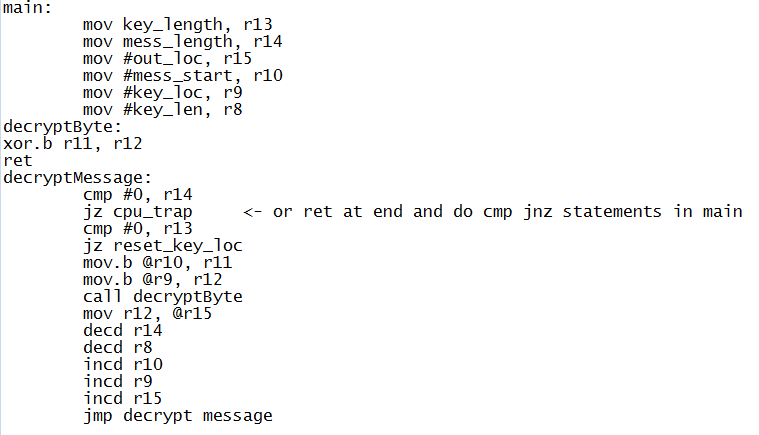 main:
mov key_length, r13
mov mess_length, r14
mov #out_loc, r15
mov #mess_start, r10
mov #key_loc, r9
mov #key_len, r8
decryptByte:
xor.b r11, r12
ret
decryptMessage:
cmp #0, r14
jz cpu_trap <- or ret at end and do cmp jnz statements in main
cmp #0, r13
jz reset_key_loc
mov.b @r10, r11
mov.b @r9, r12
call decryptByte
mov r12, @r15
decd r14
decd r8
incd r10
incd r9
incd r15
jmp decrypt message